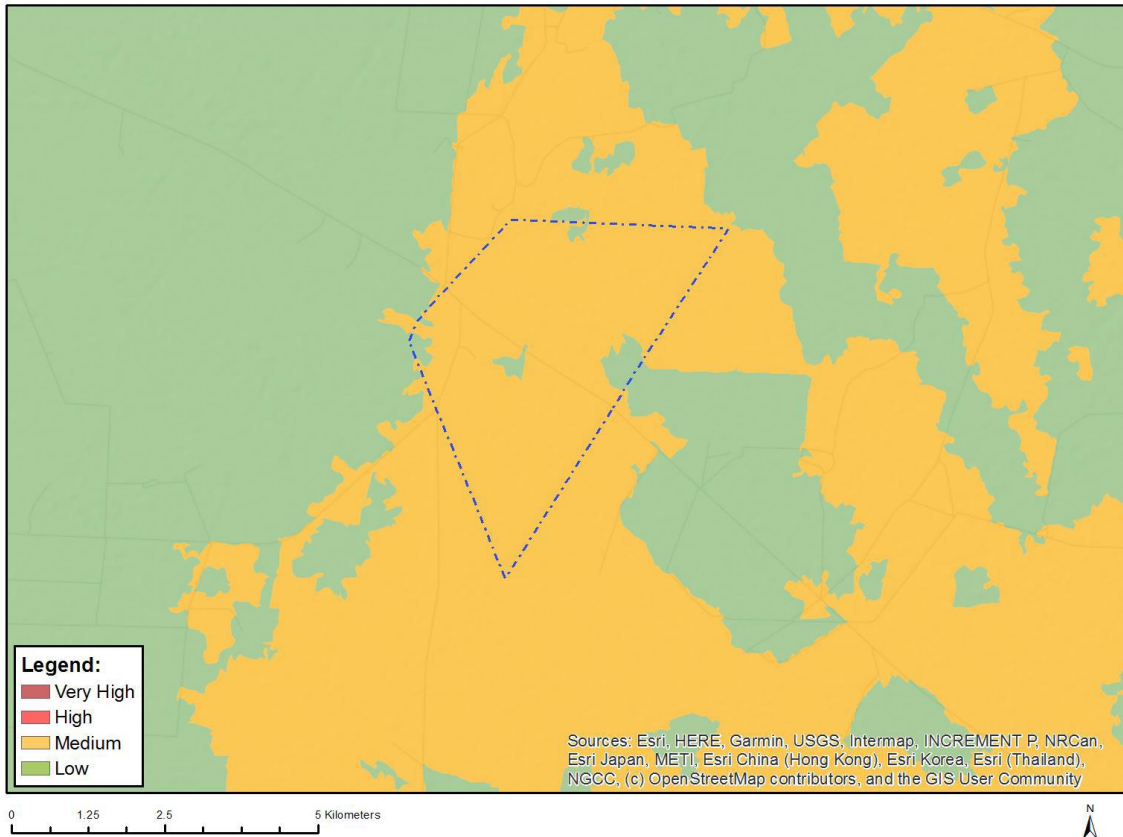 Legend:
Very High
High
Medium
Low
Sources: Esri, HERE, Garmin, USGS, Intermap, INCREMENT P, NRCan,
Esri Japan, METI, Esri China (Hong Kong), Esri Korea, Esri (Thailand),
NGCC, (c) OpenStreetMap contributors, and the GIS User Community
0 1.25 2.5 5 Kilometers
N